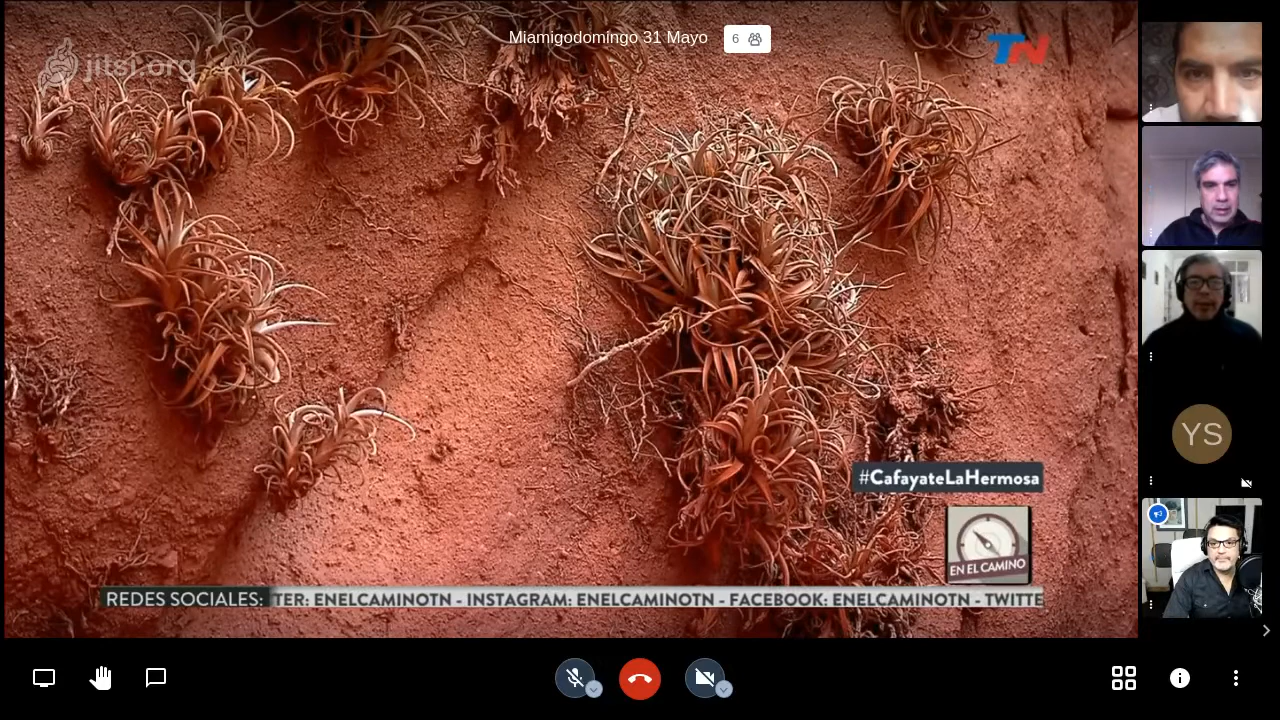 jitsi.org
Miamigodomingo 31 Mayo
6
TN
YS
#CafayateLaHermosa
EN EL CAMINO
REDES SOCIALES: TER: ENELCAMINOTN - INSTAGRAM: ENELCAMINOTN - FACEBOOK: ENELCAMINOTN - TWITTE